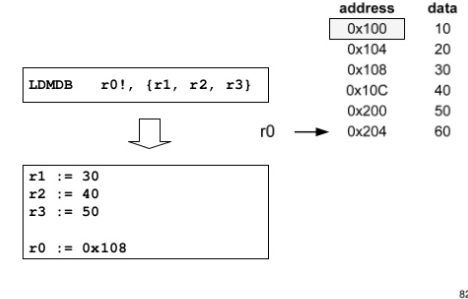 address data
0x100 10
0x104 20
0x108 30
0x10C 40
0x200 50
r0 0x204 60
LDMDB r0!, {r1, r2, r3}
r1 := 30
r2 := 40
r3 := 50
r0 := 0x108
82